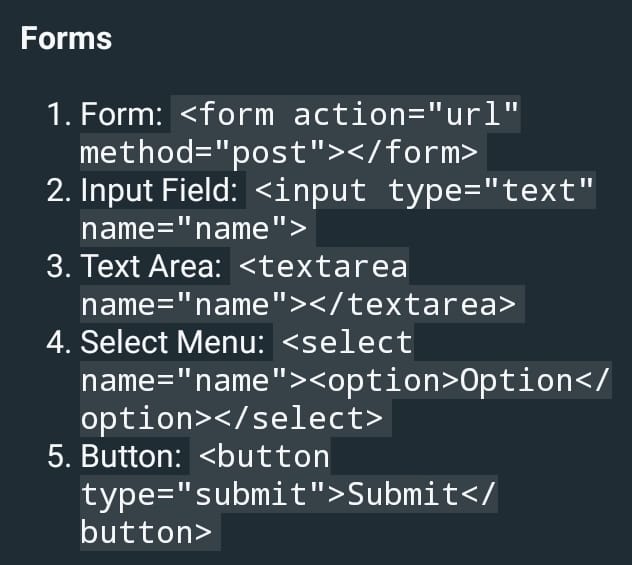 Forms
1. Form: <form action="url"
method="post"></form>
2. Input Field: <input type="text"
name="name">
3. Text Area: <textarea
name="name"></textarea>
4. Select Menu: <select
name="name"><option>Option</
option></select>
5. Button: <button
type="submit">Submit</
button>